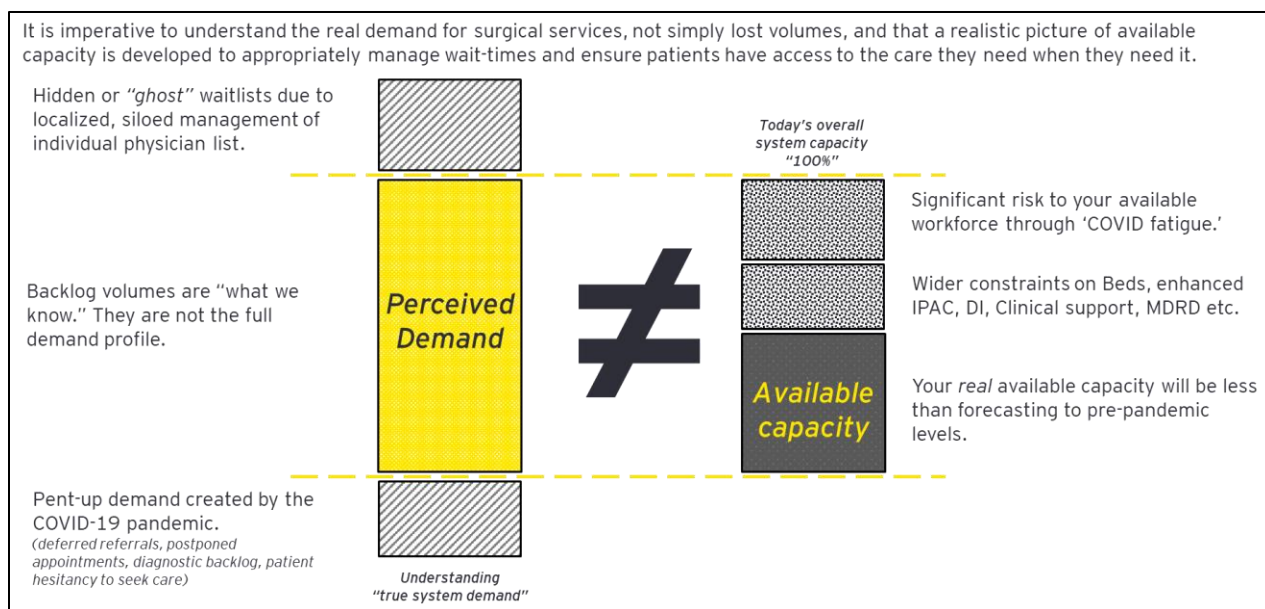 It is imperative to understand the real demand for surgical services, not simply lost volumes, and that a realistic picture of available
capacity is developed to appropriately manage wait-times and ensure patients have access to the care they need when they need it.
Hidden or “ghost” waitlists due to
localized, siloed management of
individual physician list.
Today’s overall
system capacity
“100%”
Significant risk to your available
workforce through ‘COVID fatigue.’
Backlog volumes are “what we
know.” They are not the full
demand profile.
Perceived
Demand
≠
Wider constraints on Beds, enhanced
IPAC, DI, Clinical support, MDRD etc.
Available
capacity
Your real available capacity will be less
than forecasting to pre-pandemic
levels.
Pent-up demand created by the
COVID-19 pandemic.
(deferred referrals, postponed
appointments, diagnostic backlog, patient
hesitancy to seek care)
Understanding
“true system demand”